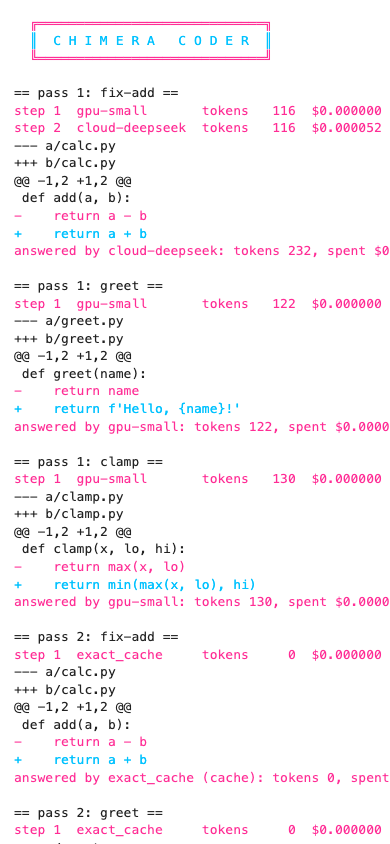 CHIMERA CODER
== pass 1: fix-add ==
step 1  gpu-small       tokens   116  $0.000000
step 2  cloud-deepseek  tokens   116  $0.000052
--- a/calc.py
+++ b/calc.py
@@ -1,2 +1,2 @@
 def add(a, b):
-    return a - b
+    return a + b
answered by cloud-deepseek: tokens 232, spent $0
== pass 1: greet ==
step 1  gpu-small       tokens   122  $0.000000
--- a/greet.py
+++ b/greet.py
@@ -1,2 +1,2 @@
 def greet(name):
-    return name
+    return f'Hello, {name}!'
answered by gpu-small: tokens 122, spent $0.0000
== pass 1: clamp ==
step 1  gpu-small       tokens   130  $0.000000
--- a/clamp.py
+++ b/clamp.py
@@ -1,2 +1,2 @@
 def clamp(x, lo, hi):
-    return max(x, lo)
+    return min(max(x, lo), hi)
answered by gpu-small: tokens 130, spent $0.0000
== pass 2: fix-add ==
step 1  exact_cache     tokens     0  $0.000000
--- a/calc.py
+++ b/calc.py
@@ -1,2 +1,2 @@
 def add(a, b):
-    return a - b
+    return a + b
answered by exact_cache (cache): tokens 0, spent
== pass 2: greet ==
step 1  exact_cache     tokens     0  $0.000000